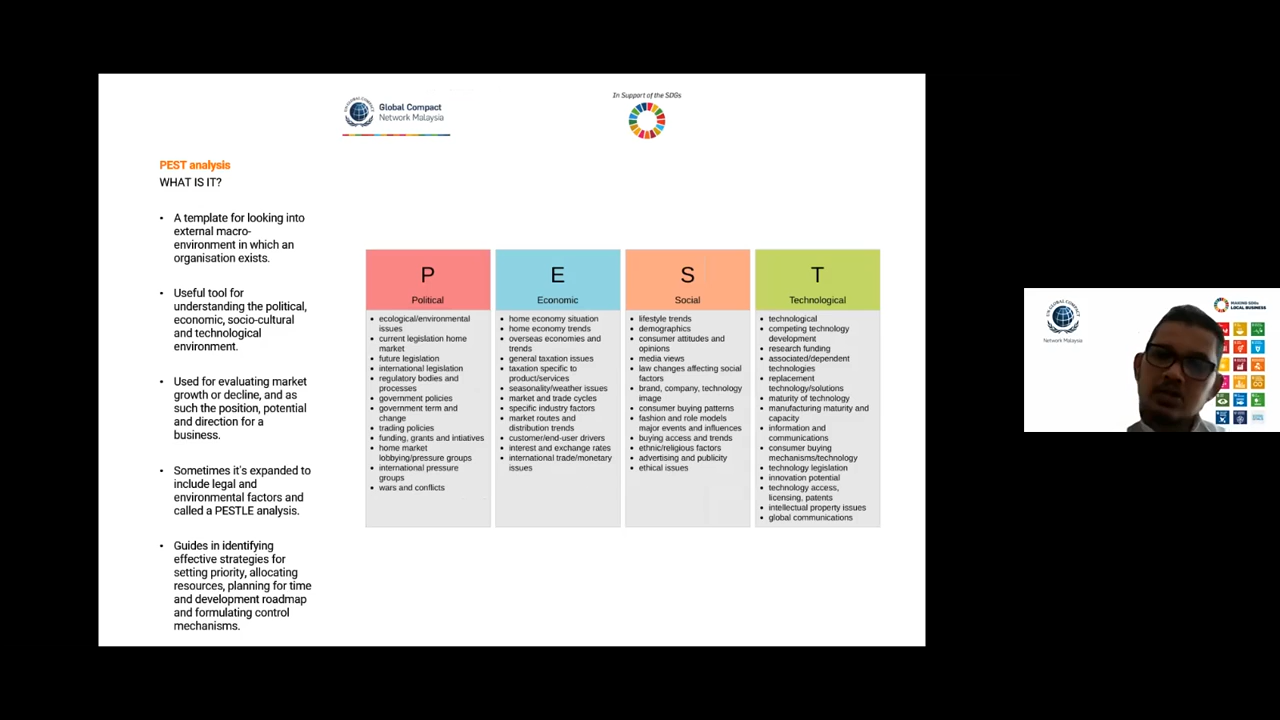 In Support of the SDGs
Global Compact
Network Malaysia
PEST analysis
WHAT IS IT?
• A template for looking into
external macro-
environment in which an
organisation exists.
• Useful tool for
understanding the political,
economic, socio-cultural
and technological
environment.
• Used for evaluating market
growth or decline, and as
such the position, potential
and direction for a
business.
• Sometimes it's expanded to
include legal and
environmental factors and
called a PESTLE analysis.
• Guides in identifying
effective strategies for
setting priority, allocating
resources, planning for time
and development roadmap
and formulating control
mechanisms.
P
Political
• ecological/environmental
issues
• current legislation home
market
• future legislation
• international legislation
• regulatory bodies and
processes
• government policies
• government term and
change
• trading policies
• funding, grants and intiatives
• home market
lobbying/pressure groups
• international pressure
groups
• wars and conflicts
E
Economic
• home economy situation
• home economy trends
• overseas economies and
trends
• general taxation issues
• taxation specific to
product/services
• seasonality/weather issues
• market and trade cycles
• specific industry factors
• market routes and
distribution trends
• customer/end-user drivers
• interest and exchange rates
• international trade/monetary
issues
S
Social
• lifestyle trends
• demographics
• consumer attitudes and
opinions
• media views
• law changes affecting social
factors
• brand, company, technology
image
• consumer buying patterns
• fashion and role models
major events and influences
• buying access and trends
• ethnic/religious factors
• advertising and publicity
• ethical issues
T
Technological
• technological
• competing technology
development
• research funding
• associated/dependent
technologies
• replacement
technology/solutions
• maturity of technology
• manufacturing maturity and
capacity
• information and
communications
• consumer buying
mechanisms/technology
• technology legislation
• innovation potential
• technology access,
licensing, patents
• intellectual property issues
• global communications
Network Malaysia
MAKING SDGs
LOCAL BUSINESS